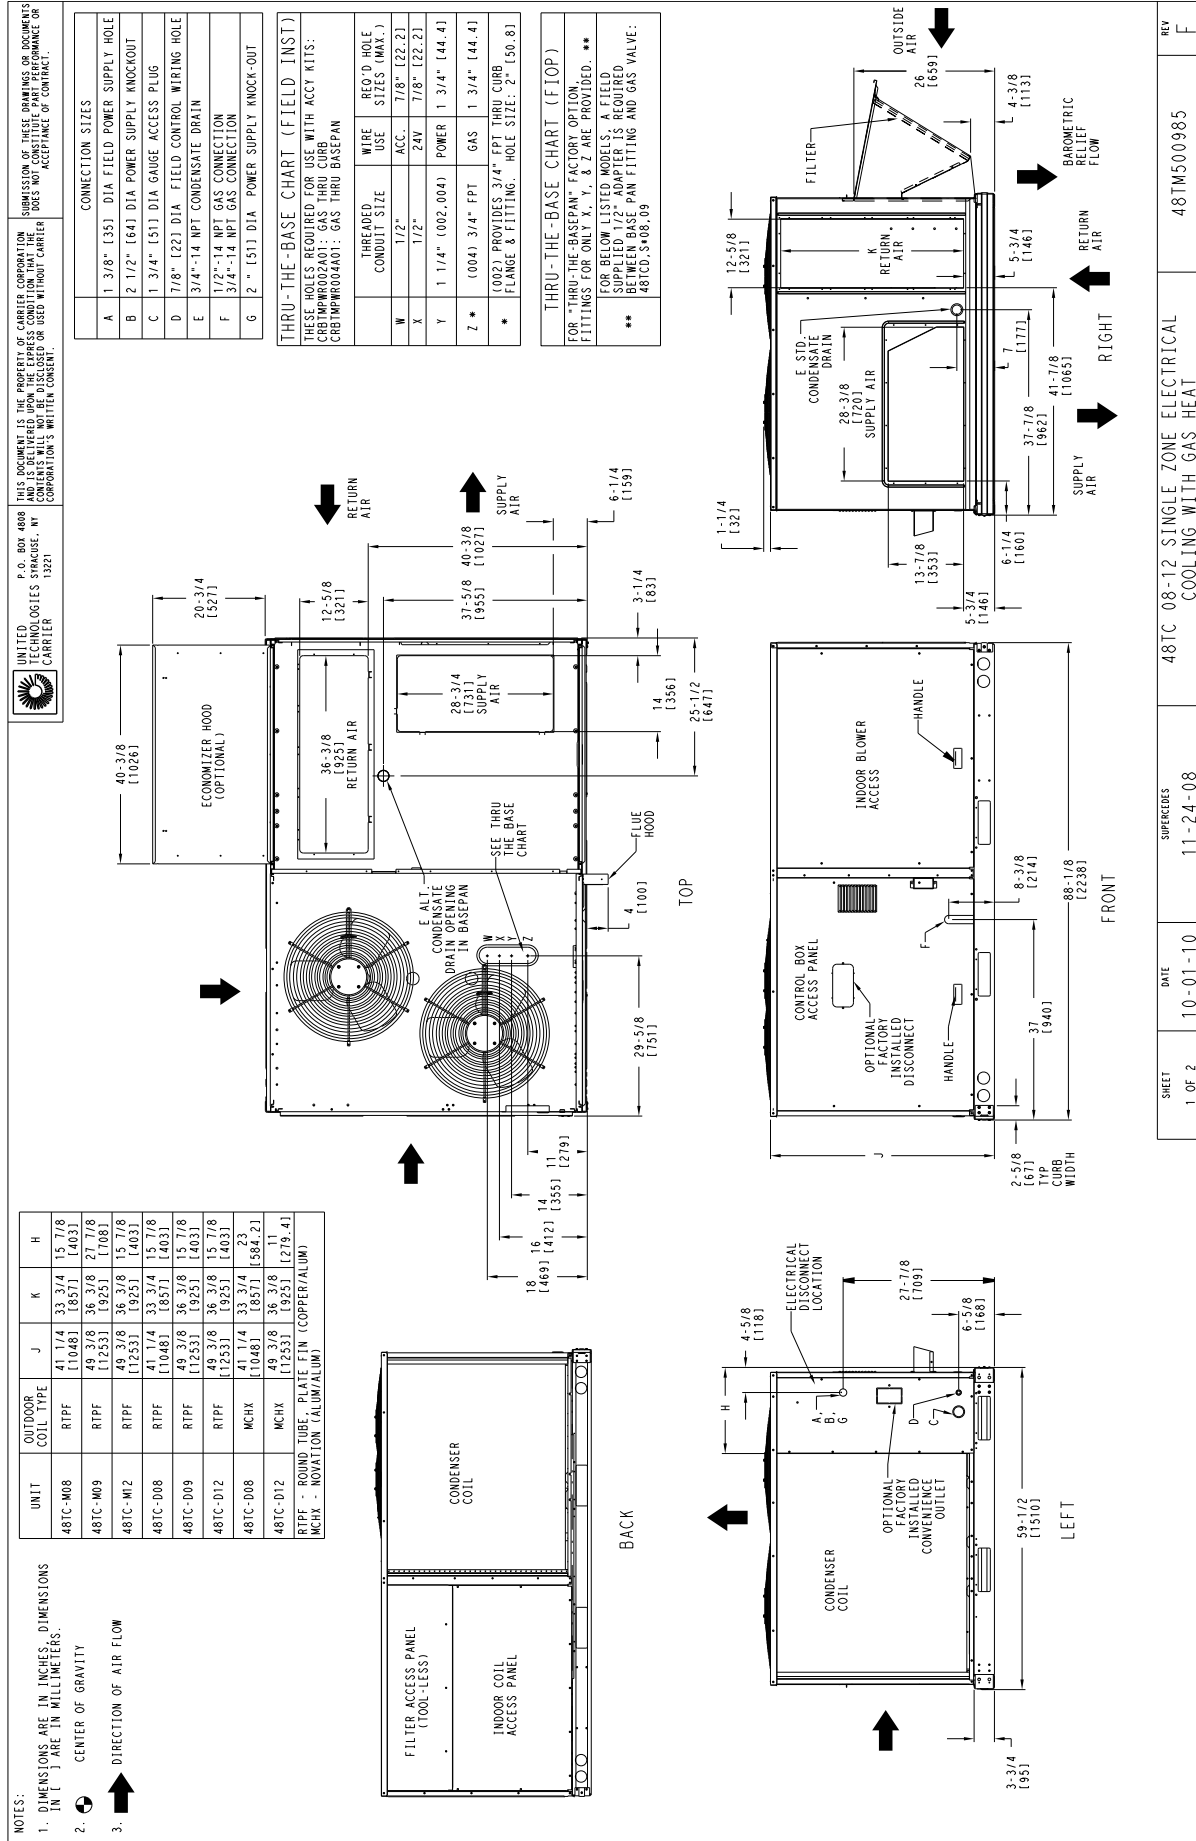 NOTES:
1. DIMENSIONS ARE IN INCHES, DIMENSIONS
IN [ ] ARE IN MILLIMETERS.
2. CENTER OF GRAVITY
3. DIRECTION OF AIR FLOW
UNIT OUTDOOR COIL TYPE J K H
48TC-M08 RTPF 41 1/4 [1048] 33 3/4 [857] 15 7/8 [403]
48TC-M09 RTPF 49 3/8 [1253] 36 3/8 [925] 27 7/8 [708]
48TC-M12 RTPF 49 3/8 [1253] 36 3/8 [925] 15 7/8 [403]
48TC-D08 RTPF 41 1/4 [1048] 33 3/4 [857] 15 7/8 [403]
48TC-D09 RTPF 49 3/8 [1253] 36 3/8 [925] 15 7/8 [403]
48TC-D12 RTPF 49 3/8 [1253] 36 3/8 [925] 15 7/8 [403]
48TC-D08 MCHX 41 1/4 [1048] 33 3/4 [857] 23 [584.2]
48TC-D12 MCHX 49 3/8 [1253] 36 3/8 [925] 11 [279.4]
RTPF - ROUND TUBE, PLATE FIN (COPPER/ALUM)
MCHX - NOVATION (ALUM/ALUM)
UNITED
TECHNOLOGIES
CARRIER
P.O. BOX 4808
SYRACUSE, NY
13221
THIS DOCUMENT IS THE PROPERTY OF CARRIER CORPORATION
AND IS DELIVERED UPON THE EXPRESS CONDITION THAT THE
CONTENTS WILL NOT BE DISCLOSED OR USED WITHOUT CARRIER
CORPORATION'S WRITTEN CONSENT.
SUBMISSION OF THESE DRAWINGS OR DOCUMENTS
DOES NOT CONSTITUTE PART PERFORMANCE OR
ACCEPTANCE OF CONTRACT.
CONNECTION SIZES
A 1 3/8" [35] DIA FIELD POWER SUPPLY HOLE
B 2 1/2" [64] DIA POWER SUPPLY KNOCKOUT
C 1 3/4" [51] DIA GAUGE ACCESS PLUG
D 7/8" [22] DIA FIELD CONTROL WIRING HOLE
E 3/4"-14 NPT CONDENSATE DRAIN
F 1/2"-14 NPT GAS CONNECTION
3/4"-14 NPT GAS CONNECTION
G 2 " [51] DIA POWER SUPPLY KNOCK-OUT
THRU-THE-BASE CHART (FIELD INST)
THESE HOLES REQUIRED FOR USE WITH ACCY KITS:
CRBTMPWR002A01: GAS THRU CURB
CRBTMPWR004A01: GAS THRU BASEPAN
THREADED CONDUIT SIZE WIRE USE REQ'D HOLE SIZES (MAX.)
W 1/2" ACC. 7/8" [22.2]
X 1/2" 24V 7/8" [22.2]
Y 1 1/4" (002,004) POWER 1 3/4" [44.4]
Z * (004) 3/4" FPT GAS 1 3/4" [44.4]
* (002) PROVIDES 3/4" FPT THRU CURB
FLANGE & FITTING. HOLE SIZE: 2" [50.8]
THRU-THE-BASE CHART (FIOP)
FOR "THRU-THE-BASEPAN" FACTORY OPTION,
FITTINGS FOR ONLY X, Y, & Z ARE PROVIDED. **
** FOR BELOW LISTED MODELS, A FIELD
SUPPLIED 1/2" ADAPTER IS REQUIRED
BETWEEN BASE PAN FITTING AND GAS VALVE:
48TCD,S*08,09
FILTER ACCESS PANEL
(TOOL-LESS)
INDOOR COIL
ACCESS PANEL
CONDENSER
COIL
BACK
40-3/8
[1026]
20-3/4
[527]
ECONOMIZER HOOD
(OPTIONAL)
36-3/8
[925]
RETURN AIR
12-5/8
[321]
RETURN
AIR
28-3/4
[731]
SUPPLY
AIR
40-3/8
[1027]
37-5/8
[955]
SUPPLY
AIR
6-1/4
[159]
3-1/4
[83]
14
[356]
25-1/2
[647]
E ALT.
CONDENSATE
DRAIN OPENING
IN BASEPAN
SEE THRU
THE BASE
CHART
W
X
Y
Z
FLUE
HOOD
4
[100]
29-5/8
[751]
18
[469]
16
[412]
14
[355]
11
[279]
TOP
CONDENSER
COIL
H
4-5/8
[118]
ELECTRICAL
DISCONNECT
LOCATION
A,
B,
G
D
C
OPTIONAL
FACTORY
INSTALLED
CONVENIENCE
OUTLET
27-7/8
[709]
6-5/8
[168]
59-1/2
[1510]
3-3/4
[95]
LEFT
J
CONTROL BOX
ACCESS PANEL
OPTIONAL
FACTORY
INSTALLED
DISCONNECT
HANDLE
F
INDOOR BLOWER
ACCESS
HANDLE
2-5/8
[67]
TYP
CURB
WIDTH
37
[940]
8-3/8
[214]
88-1/8
[2238]
FRONT
1-1/4
[32]
13-7/8
[353]
5-3/4
[146]
6-1/4
[160]
28-3/8
[720]
SUPPLY AIR
E STD.
CONDENSATE
DRAIN
12-5/8
[321]
K
RETURN
AIR
FILTER
OUTSIDE
AIR
26
[659]
4-3/8
[113]
BAROMETRIC
RELIEF
FLOW
5-3/4
[146]
RETURN
AIR
7
[177]
37-7/8
[962]
41-7/8
[1065]
SUPPLY
AIR
RIGHT
SHEET
1 OF 2
DATE
10-01-10
SUPERCEDES
11-24-08
48TC 08-12 SINGLE ZONE ELECTRICAL
COOLING WITH GAS HEAT
48TM500985
REV
F